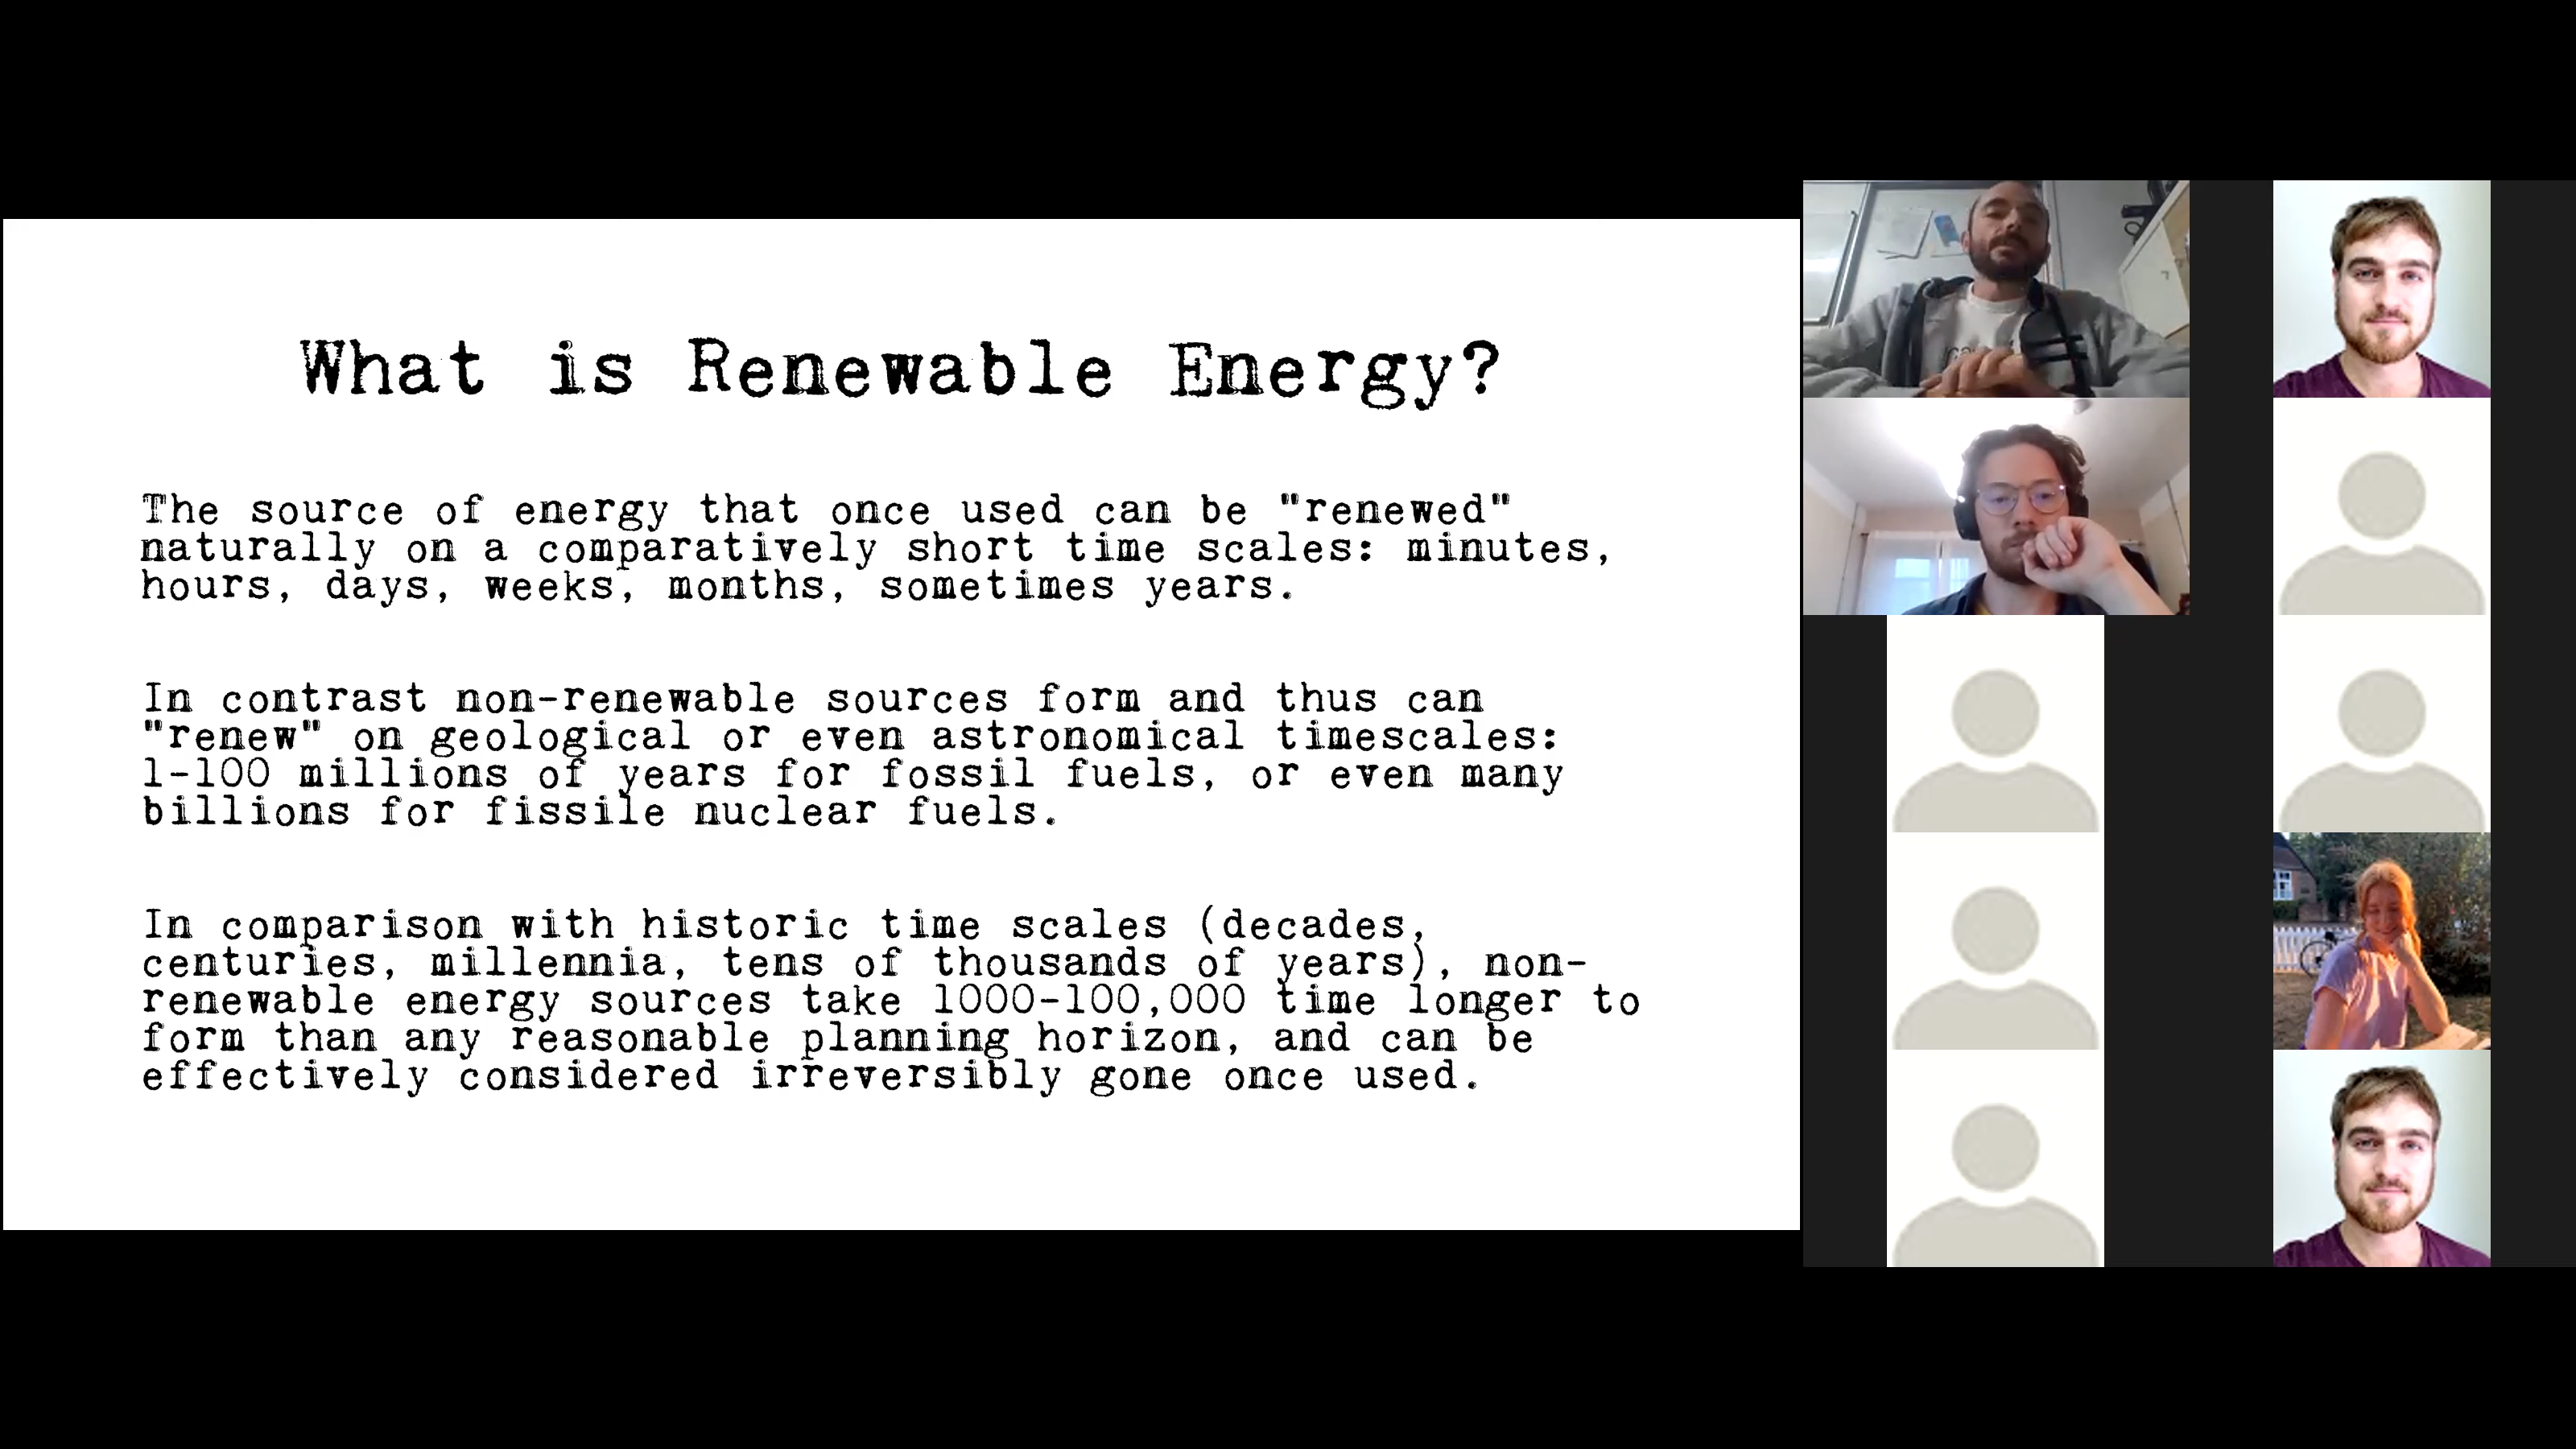 What is Renewable Energy?
The source of energy that once used can be "renewed"
naturally on a comparatively short time scales: minutes,
hours, days, weeks, months, sometimes years.
In contrast non-renewable sources form and thus can
"renew" on geological or even astronomical timescales:
1-100 millions of years for fossil fuels, or even many
billions for fissile nuclear fuels.
In comparison with historic time scales (decades,
centuries, millennia, tens of thousands of years), non-
renewable energy sources take 1000-100,000 time longer to
form than any reasonable planning horizon, and can be
effectively considered irreversibly gone once used.